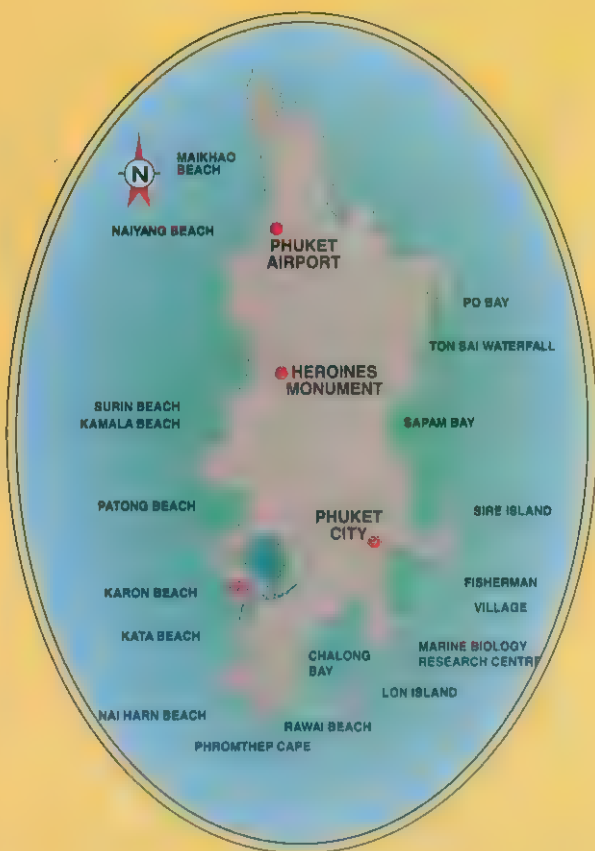 MAIKHAO
BEACH
N
NAIYANG BEACH
PHUKET
AIRPORT
PO BAY
TON SAI WATERFALL
HEROINES
MONUMENT
SURIN BEACH
KAMALA BEACH
SAPAM BAY
PATONG BEACH
PHUKET
CITY
SIRE ISLAND
KARON BEACH
FISHERMAN
VILLAGE
KATA BEACH
CHALONG
BAY
MARINE BIOLOGY
RESEARCH CENTRE
LON ISLAND
NAI HARN BEACH
RAWAI BEACH
PHROMTHEP CAPE